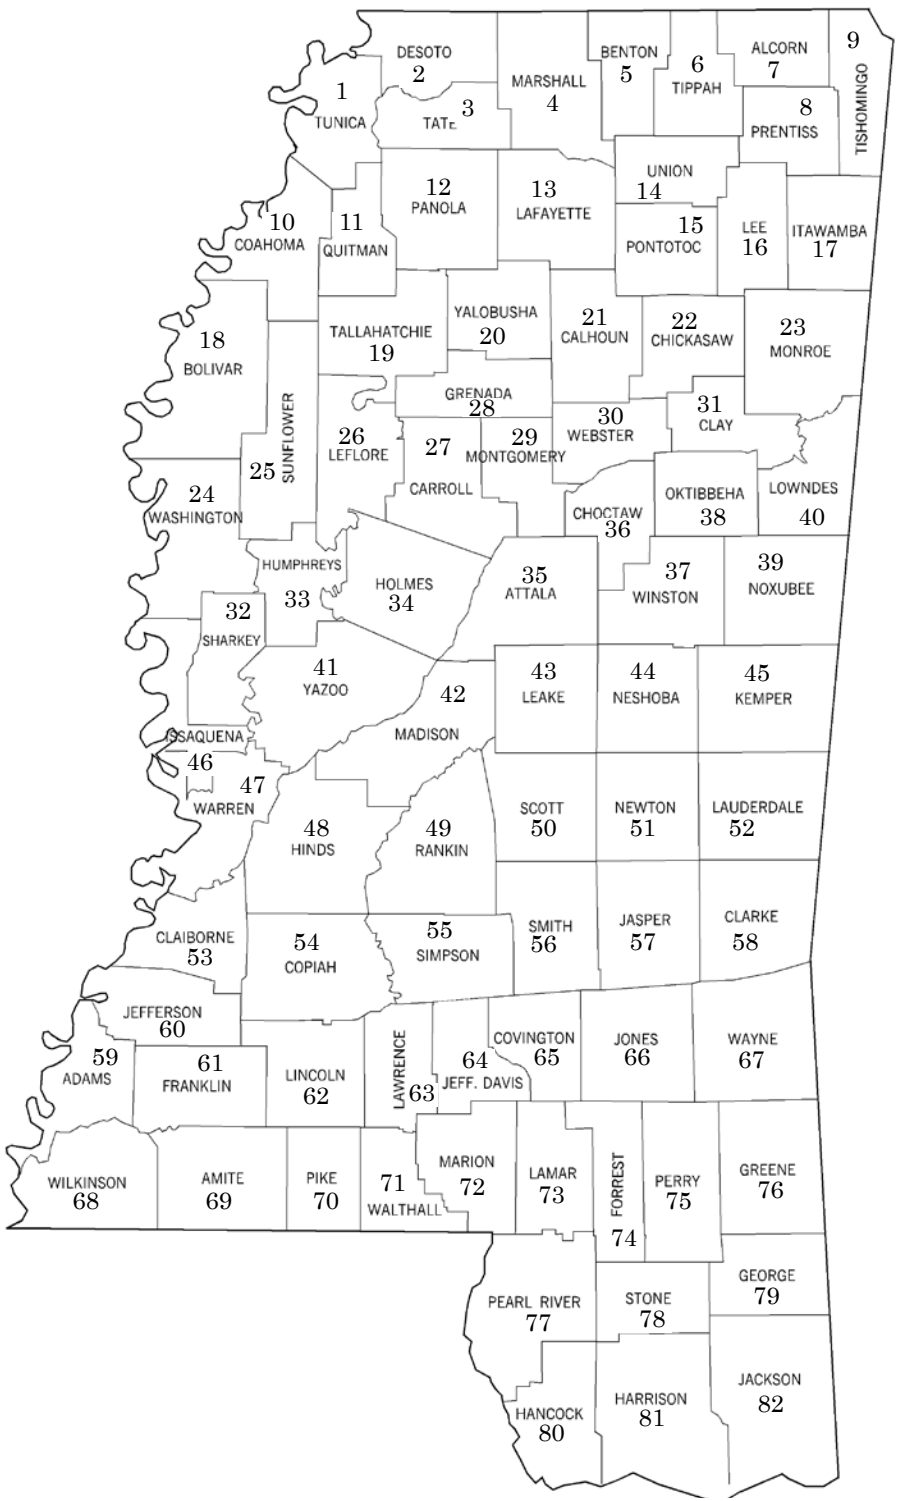 DESOTO
2
1
TUNICA
3
TATE
MARSHALL
4
BENTON
5
6
TIPPAH
ALCORN
7
9
TISHOMINGO
8
PRENTISS
10
COAHOMA
11
QUITMAN
12
PANOLA
13
LAFAYETTE
UNION
14
15
PONTOTOC
LEE
16
ITAWAMBA
17
18
BOLIVAR
TALLAHATCHIE
19
YALOBUSHA
20
21
CALHOUN
22
CHICKASAW
23
MONROE
24
WASHINGTON
25
SUNFLOWER
26
LEFLORE
27
CARROLL
GRENADA
28
29
MONTGOMERY
30
WEBSTER
31
CLAY
32
SHARKEY
HUMPHREYS
33
HOLMES
34
35
ATTALA
CHOCTAW
36
37
WINSTON
OKTIBBEHA
38
39
NOXUBEE
LOWNDES
40
41
YAZOO
42
MADISON
43
LEAKE
44
NESHOBA
45
KEMPER
ISSAQUENA
46
47
WARREN
48
HINDS
49
RANKIN
SCOTT
50
NEWTON
51
LAUDERDALE
52
CLAIBORNE
53
54
COPIAH
55
SIMPSON
SMITH
56
JASPER
57
CLARKE
58
59
ADAMS
JEFFERSON
60
61
FRANKLIN
LINCOLN
62
LAWRENCE
63
64
JEFF. DAVIS
COVINGTON
65
JONES
66
WAYNE
67
WILKINSON
68
AMITE
69
PIKE
70
71
WALTHALL
MARION
72
LAMAR
73
FORREST
74
PERRY
75
GREENE
76
PEARL RIVER
77
STONE
78
GEORGE
79
HANCOCK
80
HARRISON
81
JACKSON
82